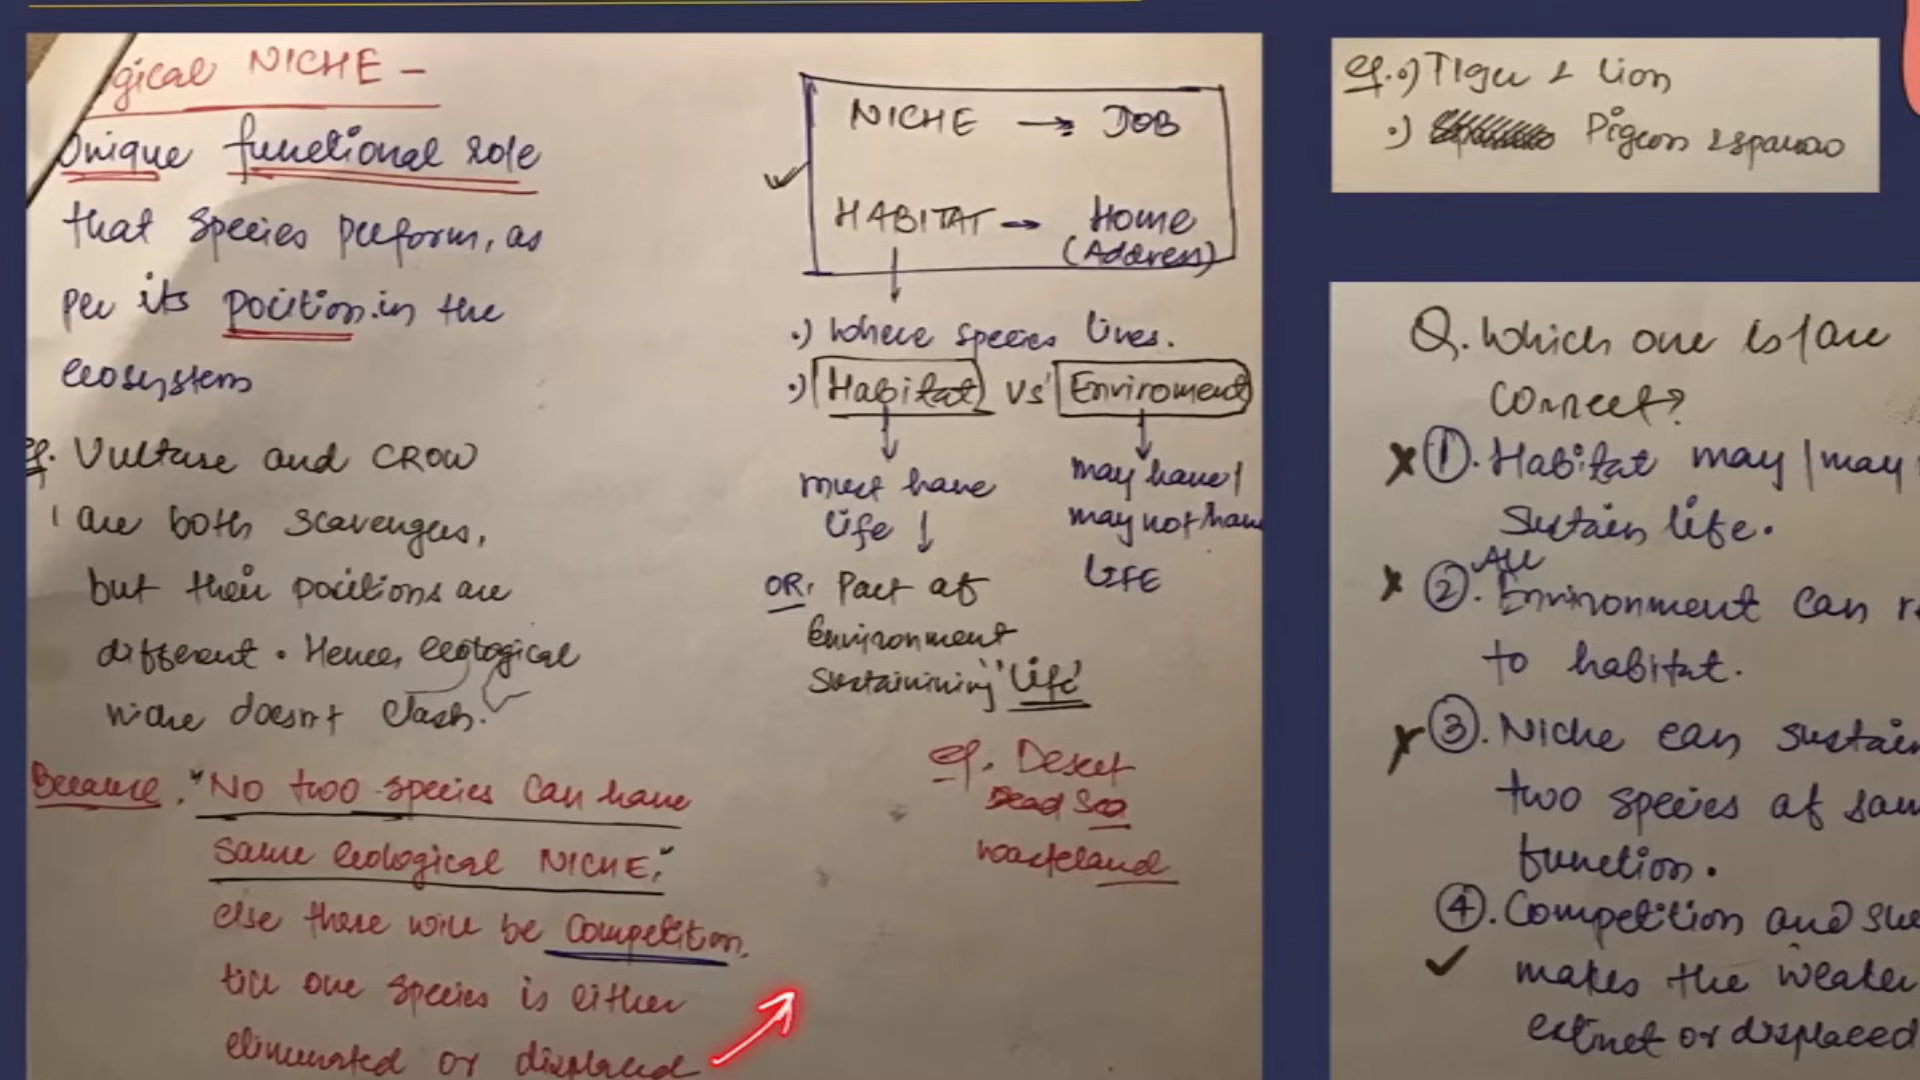 gical NICHE -
Unique functional role
that species perform, as
per its position in the
ecosystem
eg. Vulture and CROW
are both scavengers,
but their positions are
different. Hence, ecological
niche doesn't clash.
Because. "No two species can have
same ecological NICHE."
else there will be Competition,
till one species is either
eliminated or displaced
NICHE → JOB
HABITAT → Home
(Address)
.) Where species lives.
.) Habitat vs Enviroment
must have
life ↓
OR. Part of
Environment
sustainining "life"
may have/
may not have
LIFE
eg. Desert
Dead Sea
wasteland
eg. .) Tiger & Lion
.) Pigeon & sparrow
Q. Which one is/are
correct?
✗ ①. Habitat may/may
sustain life.
✗ ②. All Environment can
to habitat.
✗ ③. Niche can sustain
two species of
function.
④. Competition and
✓ makes the weaker
extinct or displaced